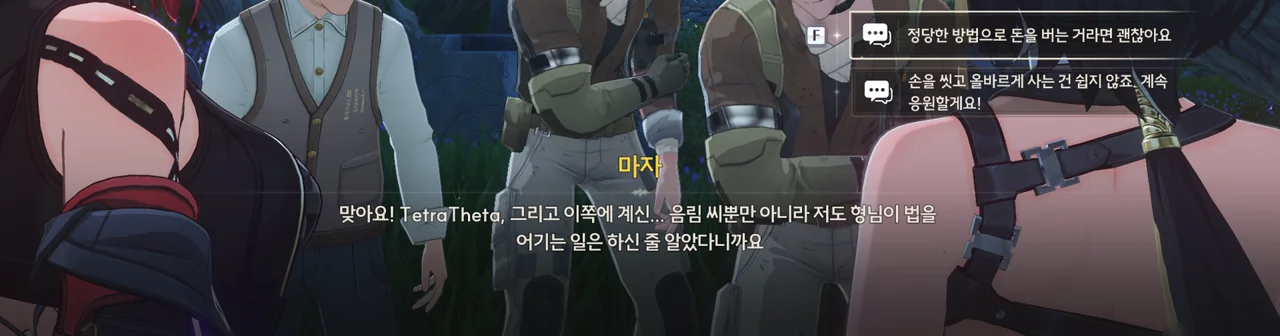 F
정당한 방법으로 돈을 버는 거라면 괜찮아요
손을 씻고 올바르게 사는 건 쉽지 않죠. 계속
응원할게요!
마자
맞아요! TetraTheta, 그리고 이쪽에 계신... 음림 씨뿐만 아니라 저도 형님이 법을
어기는 일은 하신 줄 알았다니까요